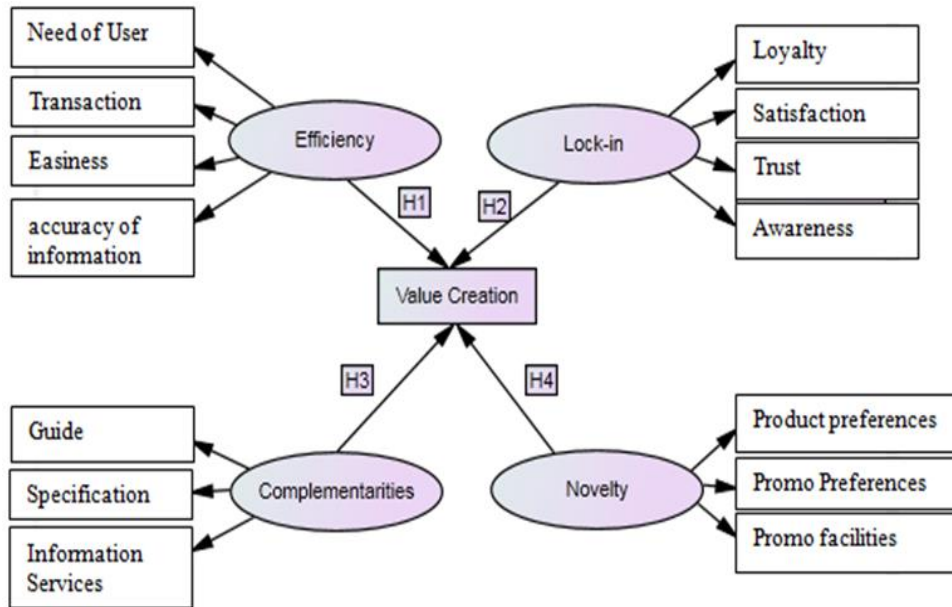 Need of User
Transaction
Easiness
accuracy of
information
Efficiency
Lock-in
Loyalty
Satisfaction
Trust
Awareness
H1
H2
Value Creation
H3
H4
Guide
Specification
Information
Services
Complementarities
Novelty
Product preferences
Promo Preferences
Promo facilities